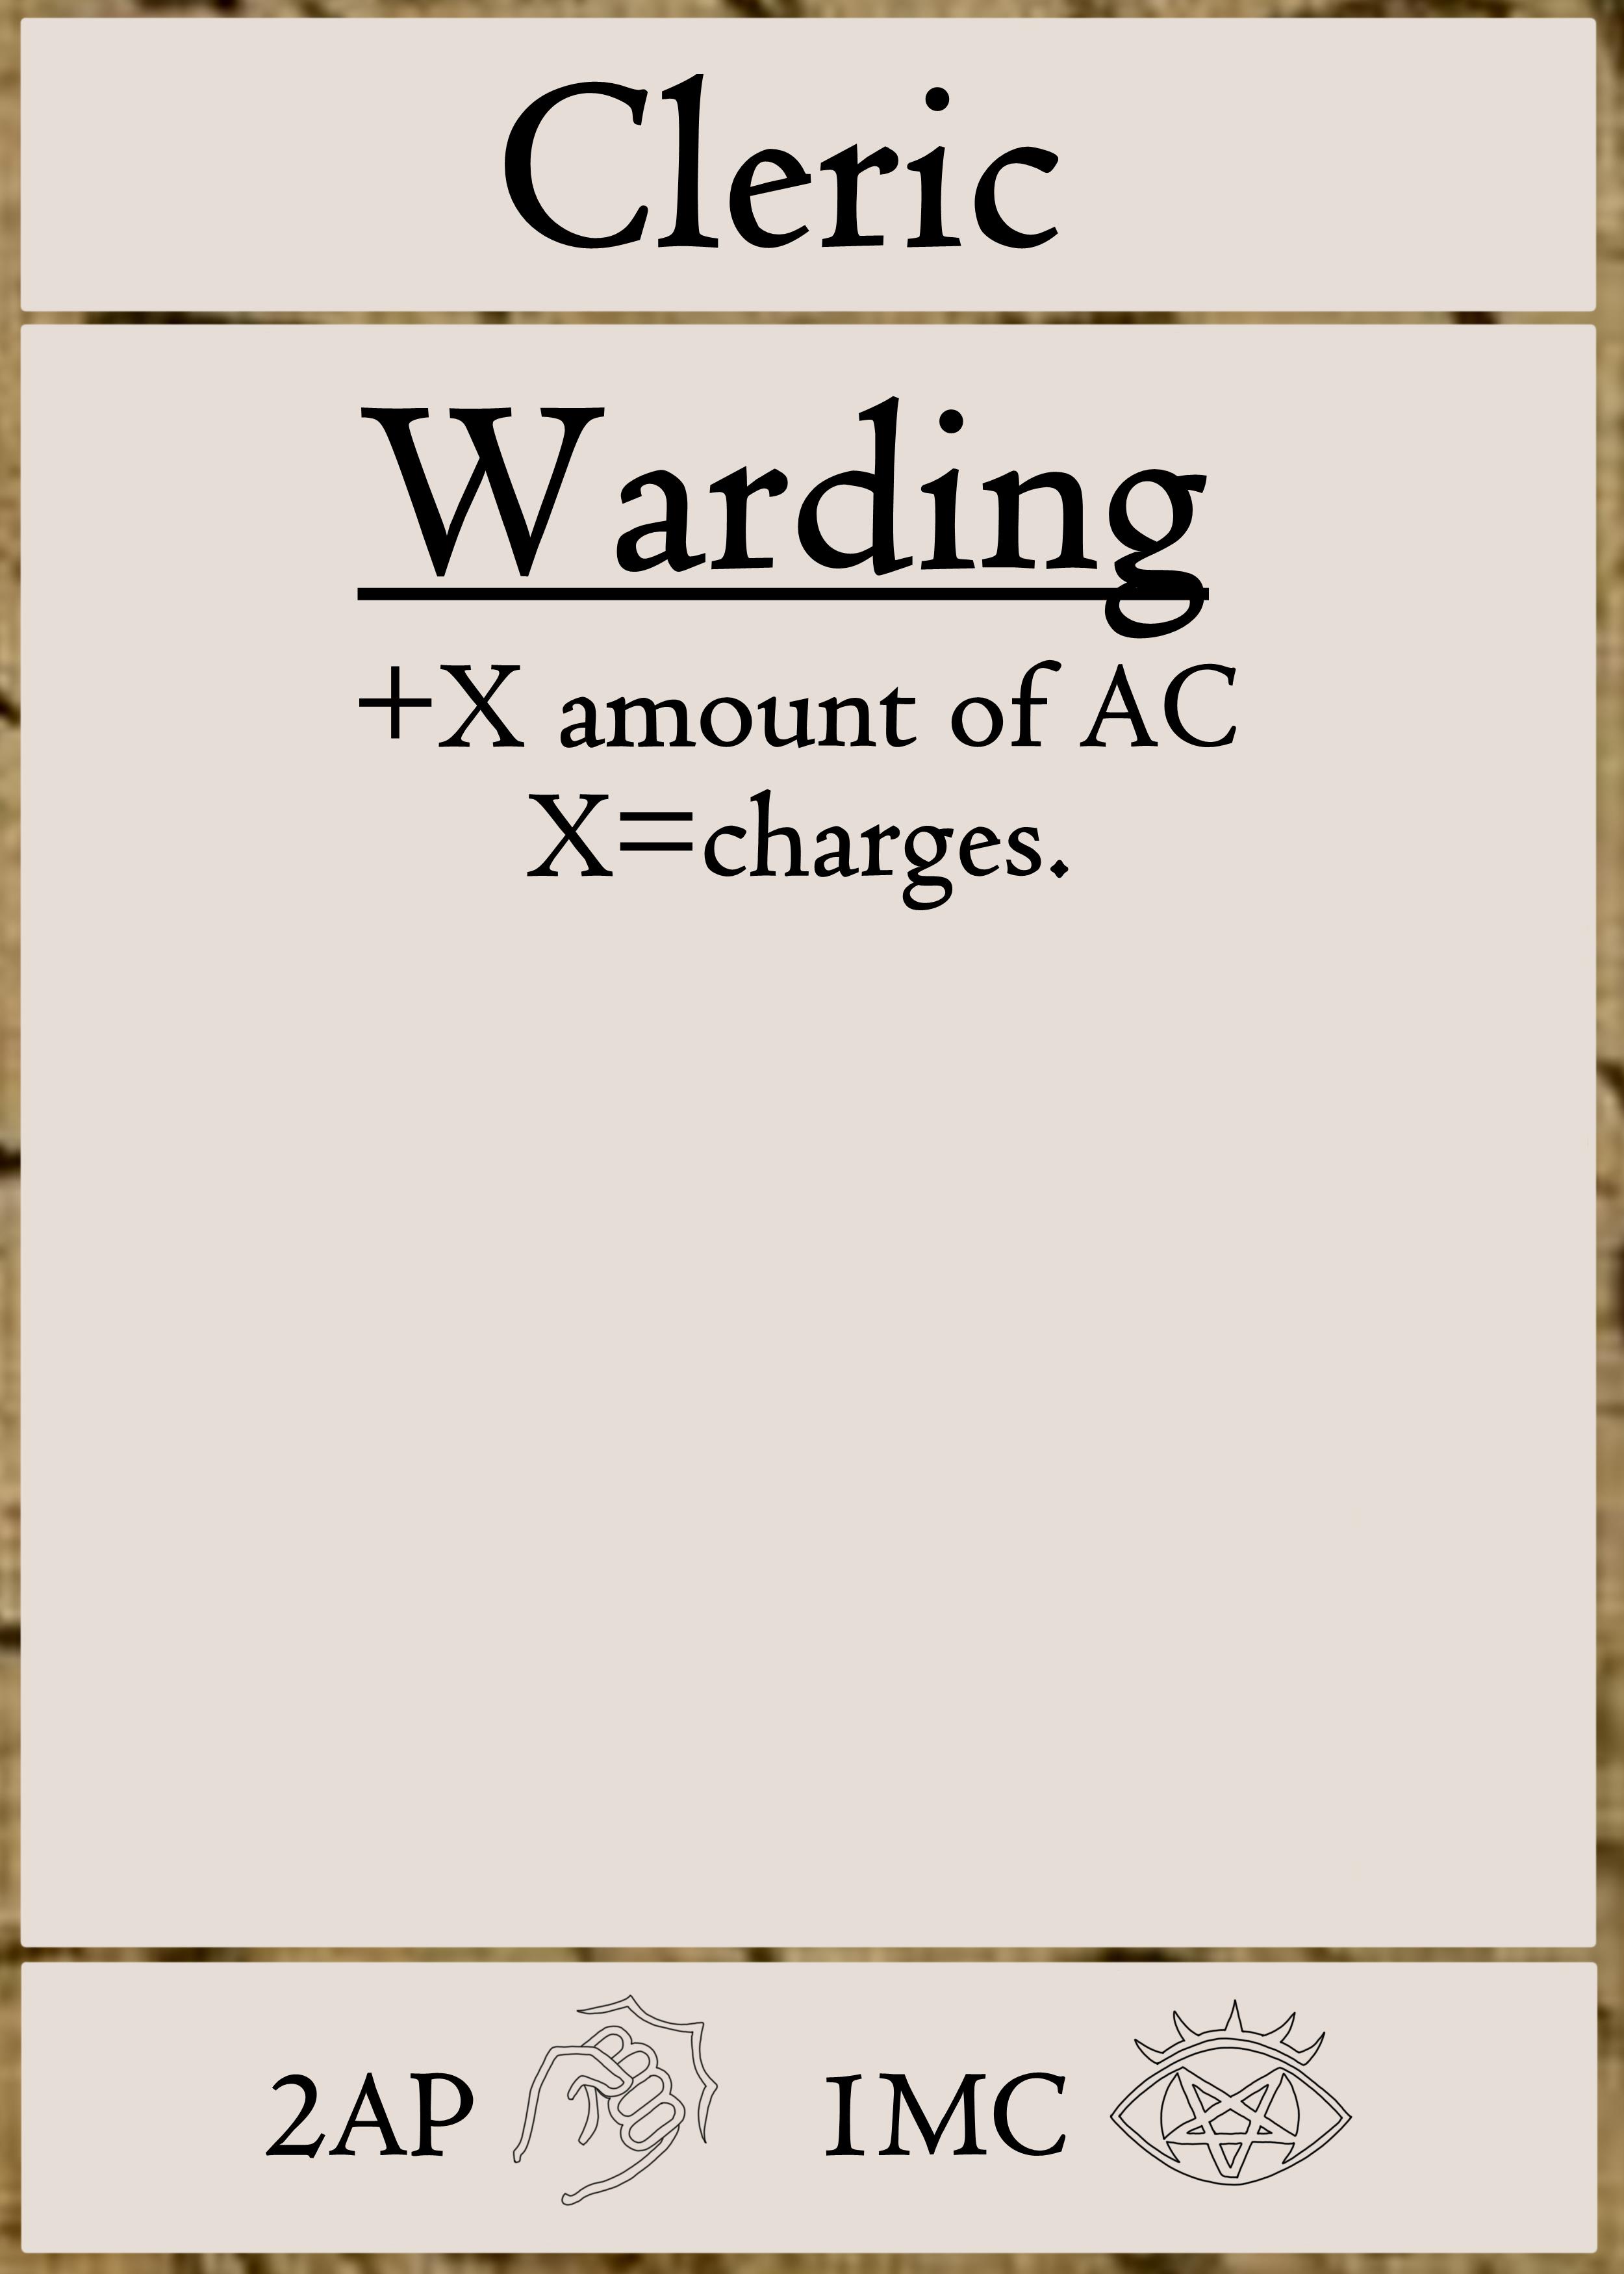 Cleric
Warding
+X amount of AC
X=charges.
2AP 1MC